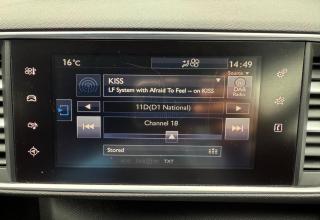 16°C
14:49
Source
KISS
LF System with Afraid To Feel -- on KISS
DAB
Radio
11D(D1 National)
Channel 18
Stored
TXT